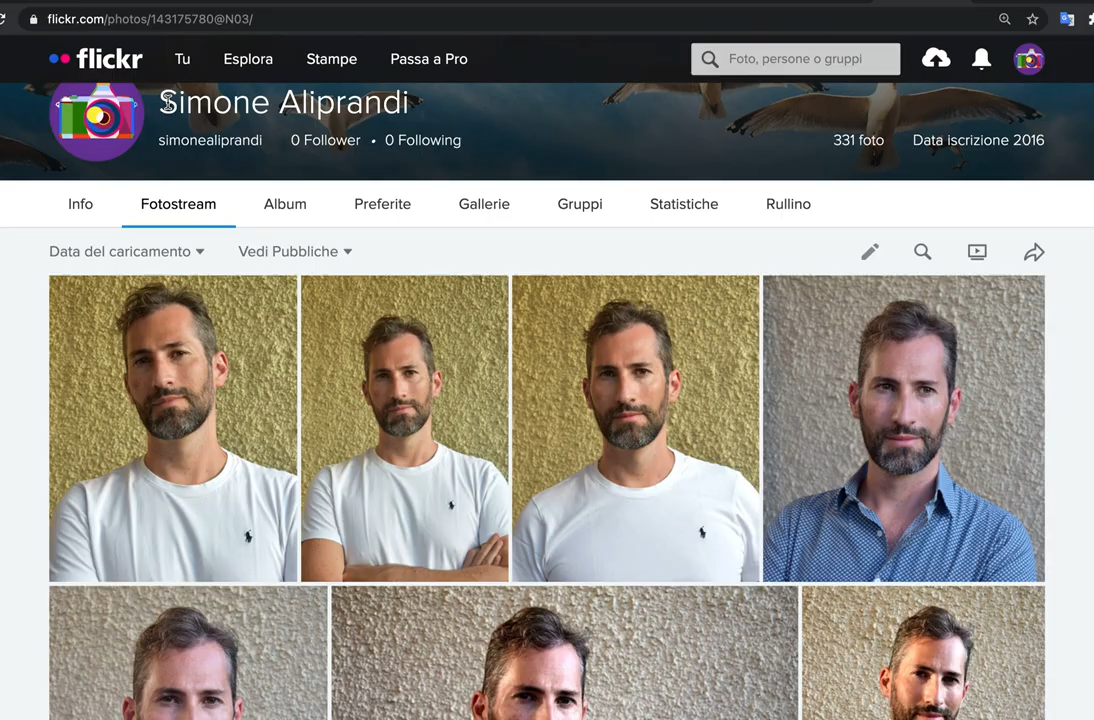 flickr.com/photos/143175780@N03/
flickr Tu Esplora Stampe Passa a Pro Foto, persone o gruppi
Simone Aliprandi
simonealiprandi 0 Follower • 0 Following 331 foto Data iscrizione 2016
Info Fotostream Album Preferite Gallerie Gruppi Statistiche Rullino
Data del caricamento Vedi Pubbliche